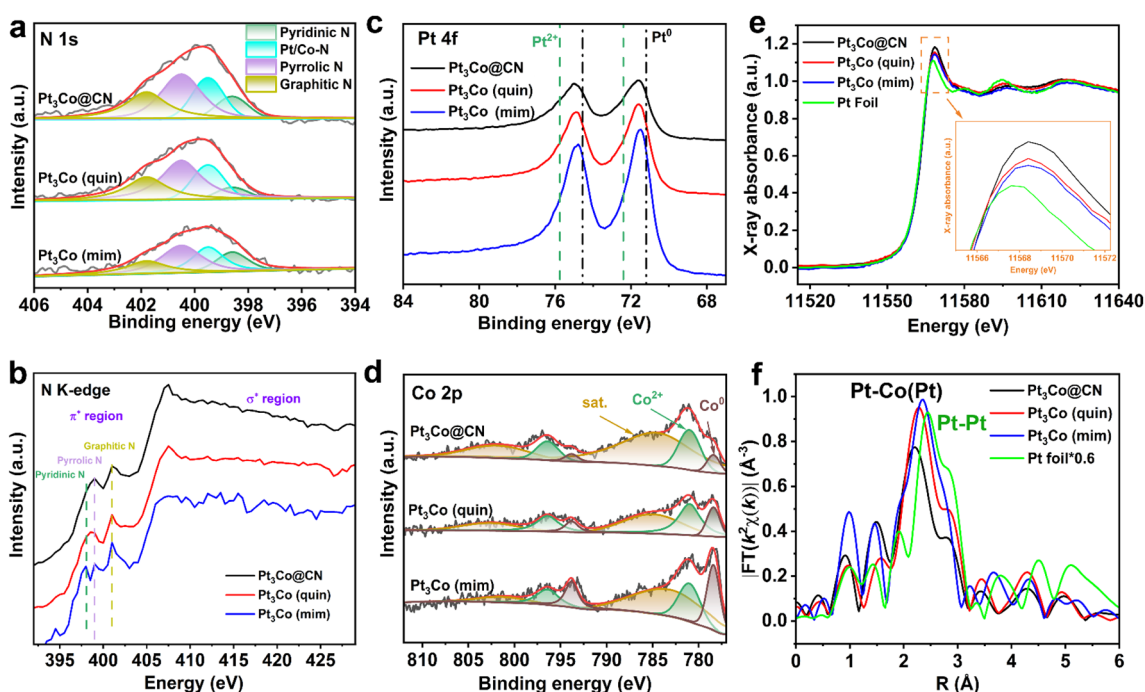 a
N 1s
Pyridinic N
Pt/Co-N
Pyrrolic N
Graphitic N
Pt₃Co@CN
Pt₃Co (quin)
Pt₃Co (mim)
Intensity (a.u.)
406 404 402 400 398 396 394
Binding energy (eV)
c
Pt 4f
Pt²⁺
Pt⁰
Pt₃Co@CN
Pt₃Co (quin)
Pt₃Co (mim)
Intensity (a.u.)
84 80 76 72 68
Binding energy (eV)
e
Pt₃Co@CN
Pt₃Co (quin)
Pt₃Co (mim)
Pt Foil
X-ray absorbance (a.u.)
1.2
1.0
0.8
0.6
0.4
0.2
0.0
X-ray absorbance (a.u.)
11566 11568 11570 11572
Energy (eV)
11520 11550 11580 11610 11640
Energy (eV)
b
N K-edge
π* region
σ* region
Graphitic N
Pyrrolic N
Pyridinic N
Pt₃Co@CN
Pt₃Co (quin)
Pt₃Co (mim)
Intensity (a.u.)
395 400 405 410 415 420 425
Energy (eV)
d
Co 2p
sat.
Co²⁺
Co⁰
Pt₃Co@CN
Pt₃Co (quin)
Pt₃Co (mim)
Intensity (a.u.)
810 800 790 780
Binding energy (eV)
f
Pt-Co(Pt)
Pt-Pt
Pt₃Co@CN
Pt₃Co (quin)
Pt₃Co (mim)
Pt foil*0.6
|FT(k²χ(k))| (Å⁻³)
1.0
0.8
0.6
0.4
0.2
0.0
0 1 2 3 4 5 6
R (Å)